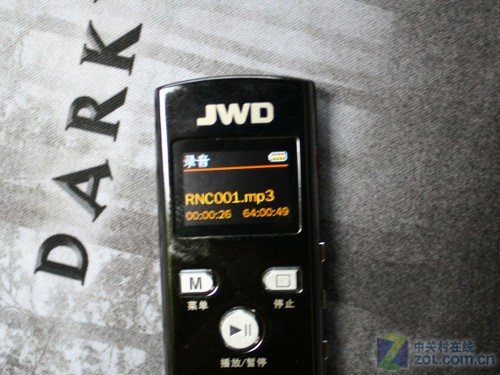 DARK
JWD
录音
RNC001.mp3
00:00:26 64:00:49
M
菜单
停止
播放/暂停
Z
中关村在线
zol.com.cn